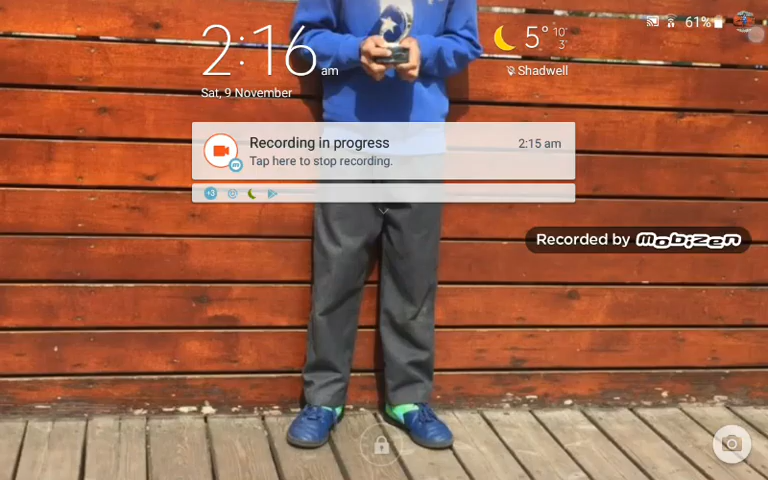 2:16 am
Sat, 9 November
5° 10° 3°
Shadwell
61%
Recording in progress 2:15 am
Tap here to stop recording.
m
+3 @
Recorded by mobizen